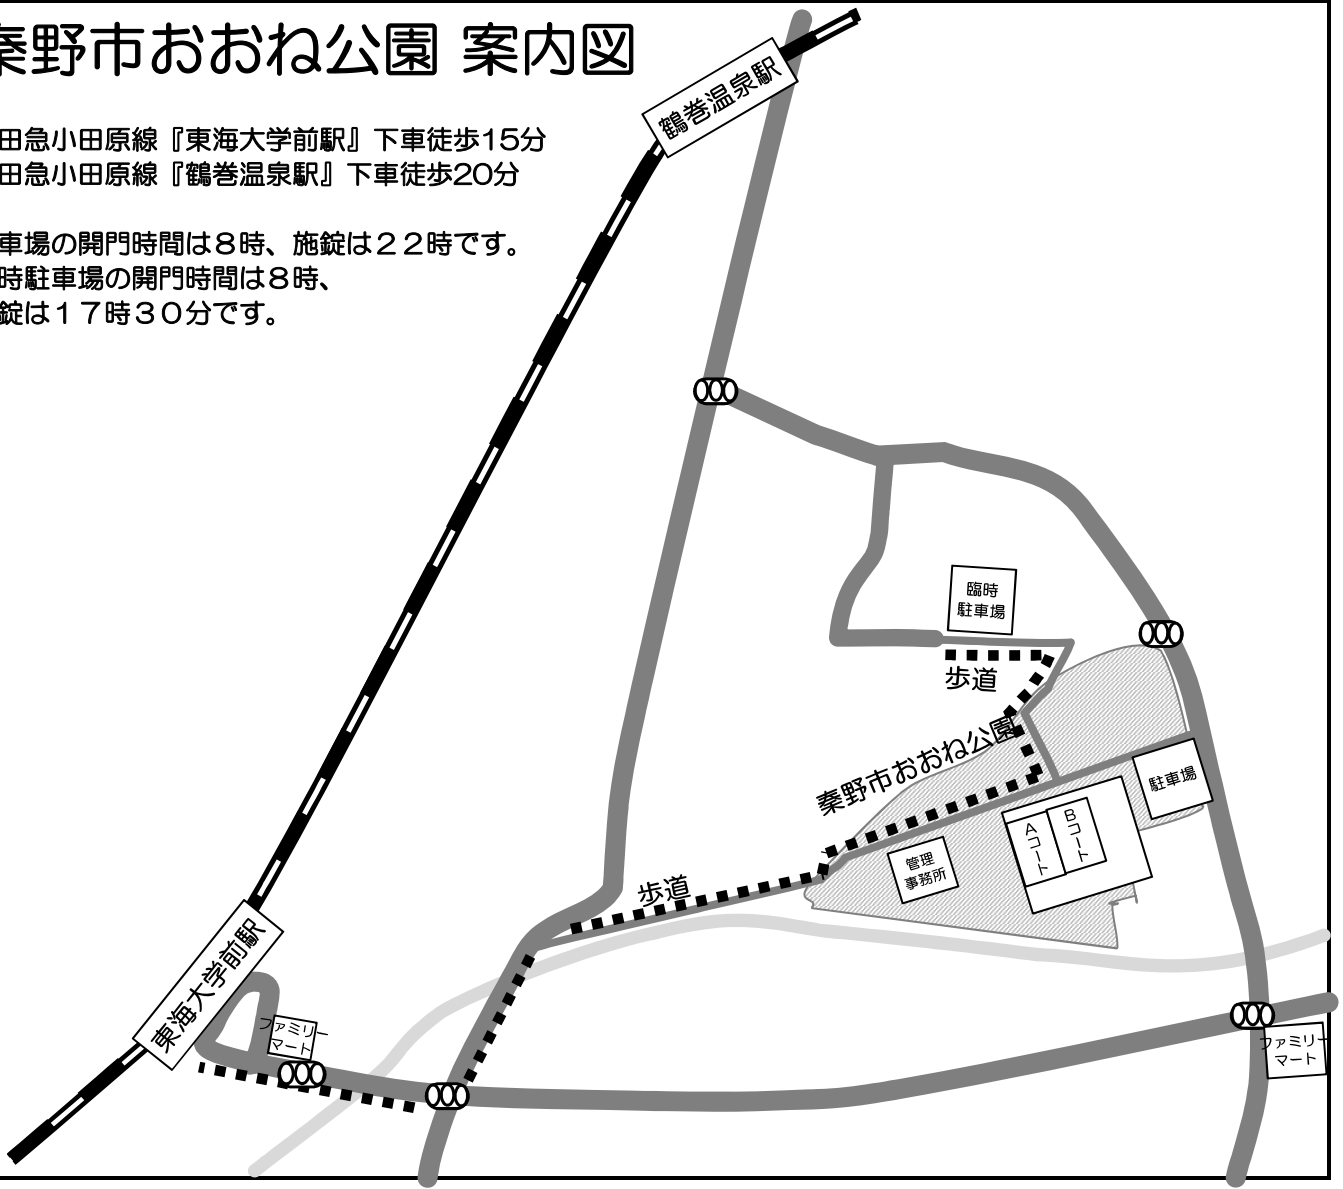 秦野市おおね公園 案内図
田急小田原線『東海大学前駅』下車徒歩15分
田急小田原線『鶴巻温泉駅』下車徒歩20分
車場の開門時間は８時、施錠は２２時です。
時駐車場の開門時間は８時、
錠は１７時３０分です。
鶴巻温泉駅
臨時
駐車場
歩道
秦野市おおね公園
駐車場
Aコート
Bコート
管理
事務所
歩道
東海大学前駅
ファミリー
マート
ファミリー
マート